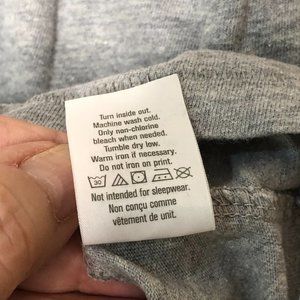 Turn inside out.
Machine wash cold.
Only non-chlorine
bleach when needed.
Tumble dry low.
Warm iron if necessary.
Do not iron on print.
30
Not intended for sleepwear.
Non conçu comme
vêtement de unit.